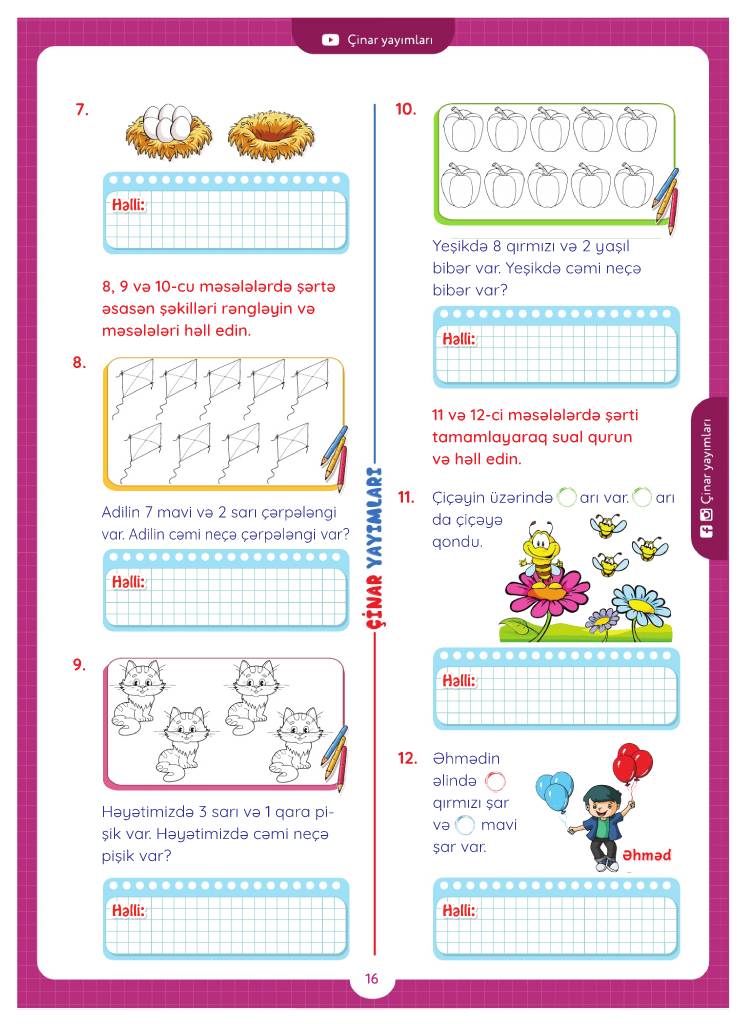 Çinar yayımları
7.
Həlli:
8, 9 və 10-cu məsələlərdə şərtə
əsasən şəkilləri rəngləyin və
məsələləri həll edin.
8.
Adilin 7 mavi və 2 sarı çərpələngi
var. Adilin cəmi neçə çərpələngi var?
Həlli:
9.
Həyətimizdə 3 sarı və 1 qara pi-
şik var. Həyətimizdə cəmi neçə
pişik var?
Həlli:
ÇİNAR YAYIMLARI
10.
Yeşikdə 8 qırmızı və 2 yaşıl
bibər var. Yeşikdə cəmi neçə
bibər var?
Həlli:
11 və 12-ci məsələlərdə şərti
tamamlayaraq sual qurun
və həll edin.
11. Çiçəyin üzərində arı var. arı
da çiçəyə
qondu.
Həlli:
12. Əhmədin
əlində
qırmızı şar
və mavi
şar var.
Əhməd
Həlli:
Çinar yayımları
16